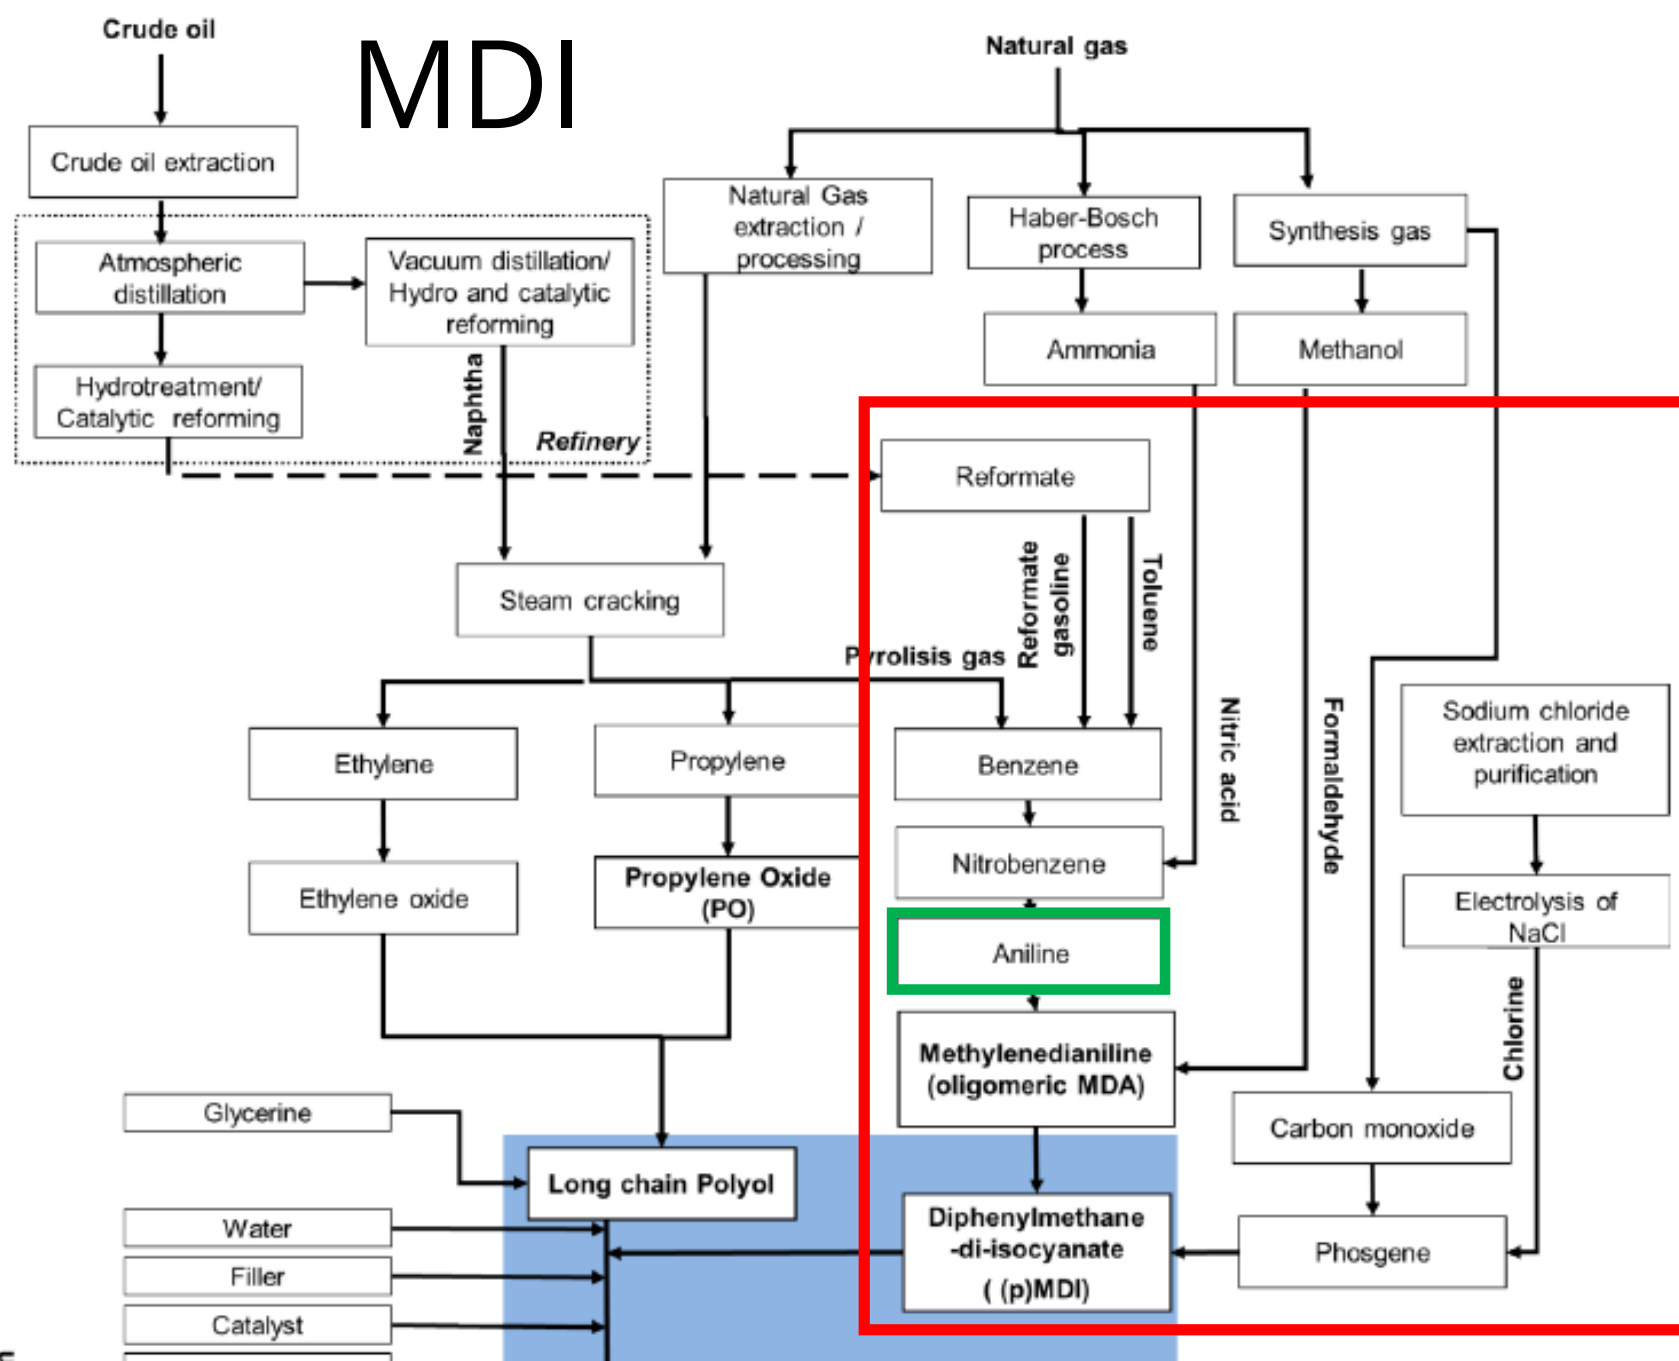 Crude oil
MDI
Natural gas
Crude oil extraction
Natural Gas
extraction /
processing
Haber-Bosch
process
Synthesis gas
Atmospheric
distillation
Vacuum distillation/
Hydro and catalytic
reforming
Ammonia
Methanol
Hydrotreatment/
Catalytic reforming
Naphtha
Refinery
Reformate
Steam cracking
Reformate
gasoline
Toluene
Pyrolisis gas
Nitric acid
Formaldehyde
Sodium chloride
extraction and
purification
Ethylene
Propylene
Benzene
Nitrobenzene
Ethylene oxide
Propylene Oxide
(PO)
Electrolysis of
NaCl
Aniline
Chlorine
Methylenedianiline
(oligomeric MDA)
Glycerine
Carbon monoxide
Long chain Polyol
Water
Diphenylmethane
-di-isocyanate
( (p)MDI)
Phosgene
Filler
Catalyst